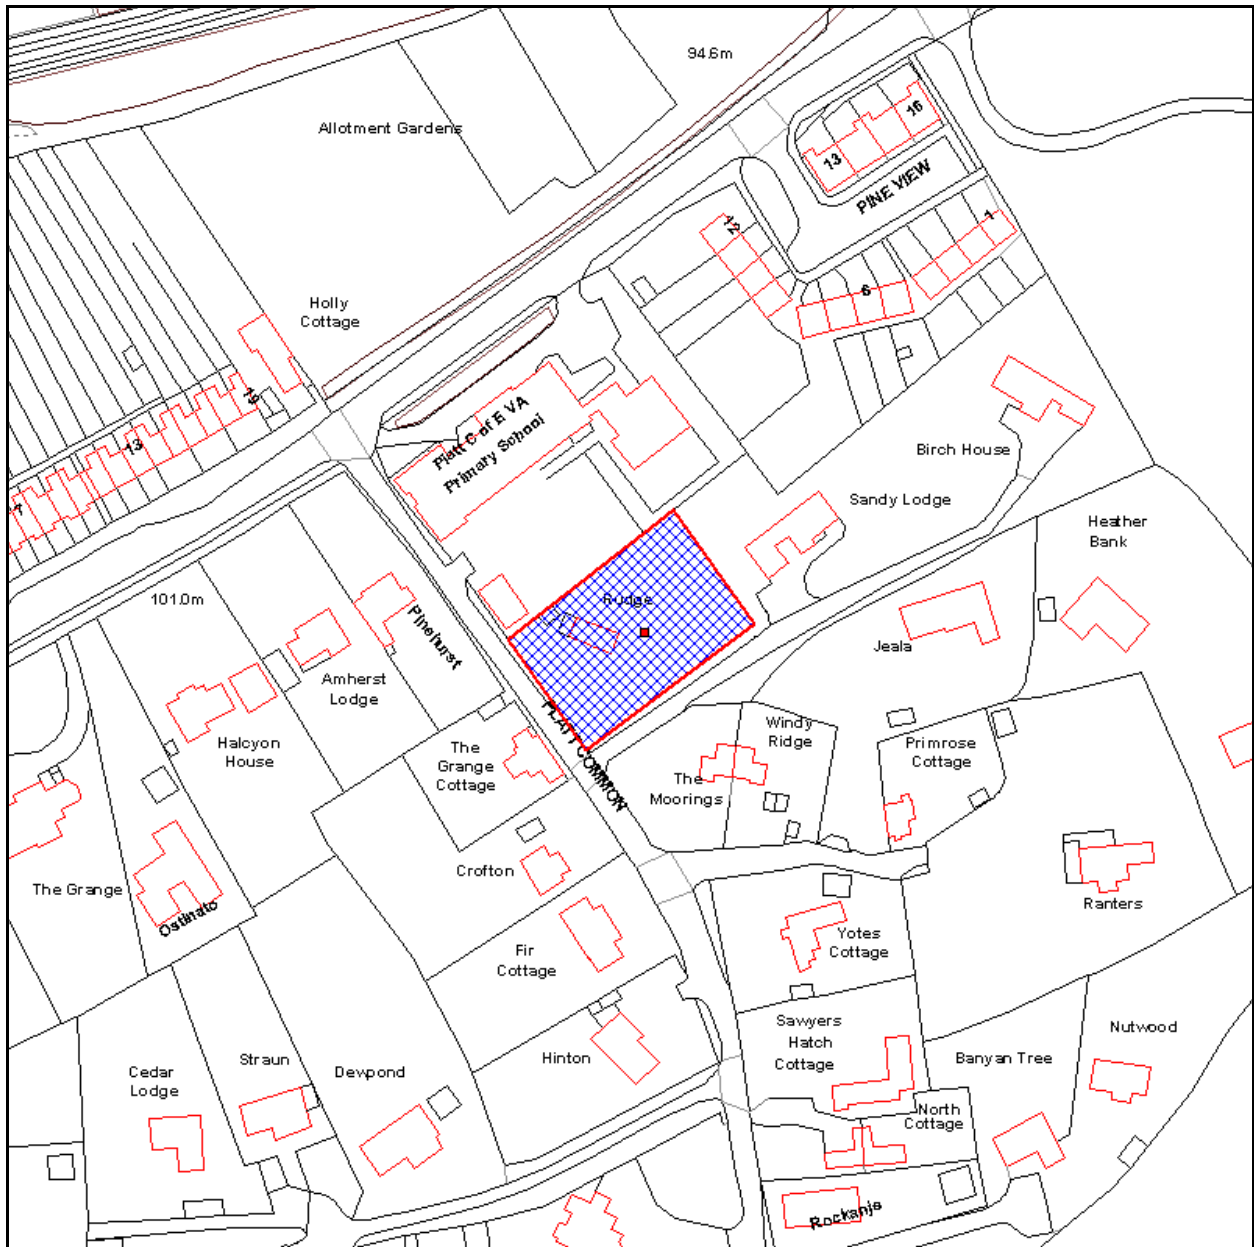 94.6m
Allotment Gardens
16
13
PINE VIEW
1
12
6
Holly
Cottage
19
13
7
Platt C of E VA
Primary School
Birch House
Sandy Lodge
Heather
Bank
101.0m
Rudge
Pinehurst
Jeala
Amherst
Lodge
PLATT COMMON
Halcyon
House
The
Grange
Cottage
Windy
Ridge
Primrose
Cottage
The
Moorings
Crofton
The Grange
Ostinato
Ranters
Yotes
Cottage
Fir
Cottage
Sawyers
Hatch
Cottage
Nutwood
Hinton
Banyan Tree
Straun
Dewpond
Cedar
Lodge
North
Cottage
Rockanje